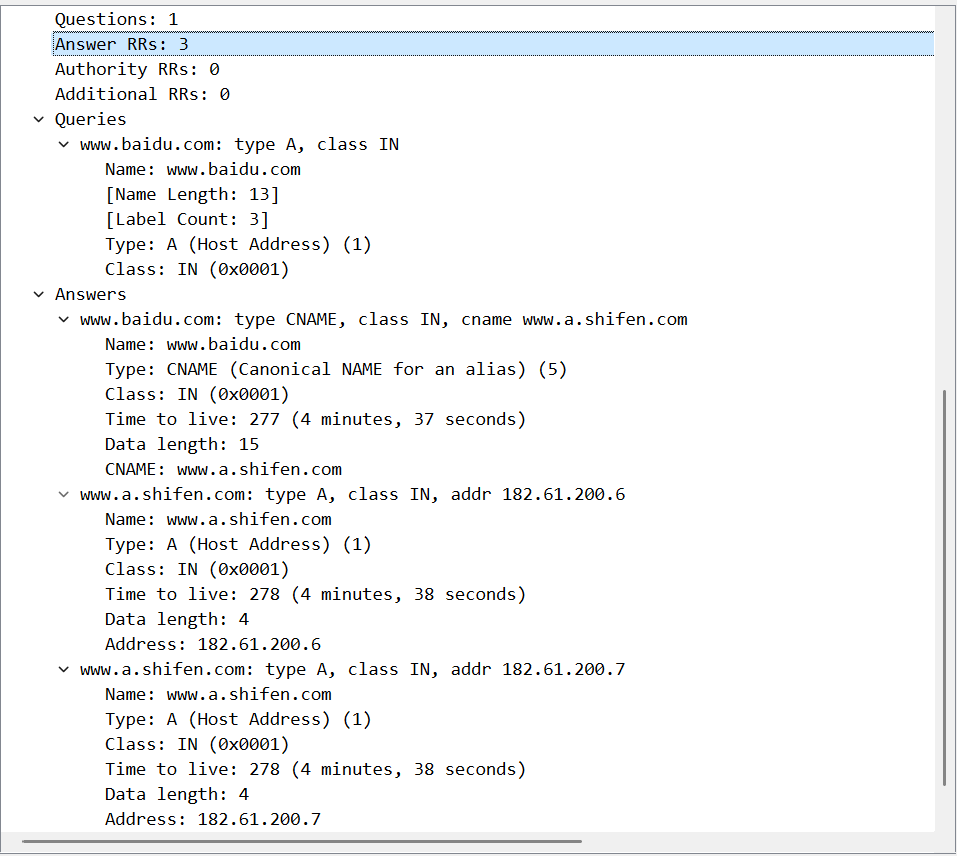 Questions: 1
Answer RRs: 3
Authority RRs: 0
Additional RRs: 0
Queries
www.baidu.com: type A, class IN
Name: www.baidu.com
[Name Length: 13]
[Label Count: 3]
Type: A (Host Address) (1)
Class: IN (0x0001)
Answers
www.baidu.com: type CNAME, class IN, cname www.a.shifen.com
Name: www.baidu.com
Type: CNAME (Canonical NAME for an alias) (5)
Class: IN (0x0001)
Time to live: 277 (4 minutes, 37 seconds)
Data length: 15
CNAME: www.a.shifen.com
www.a.shifen.com: type A, class IN, addr 182.61.200.6
Name: www.a.shifen.com
Type: A (Host Address) (1)
Class: IN (0x0001)
Time to live: 278 (4 minutes, 38 seconds)
Data length: 4
Address: 182.61.200.6
www.a.shifen.com: type A, class IN, addr 182.61.200.7
Name: www.a.shifen.com
Type: A (Host Address) (1)
Class: IN (0x0001)
Time to live: 278 (4 minutes, 38 seconds)
Data length: 4
Address: 182.61.200.7